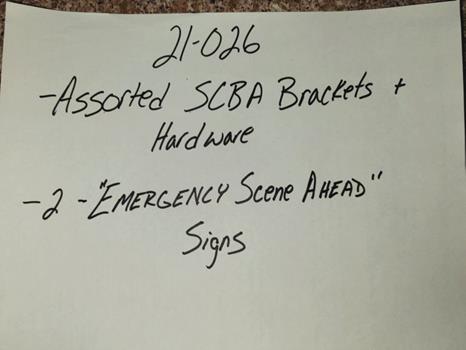 21-026
-Assorted SCBA Brackets +
Hardware
-2 - "EMERGENCY Scene AHEAD"
Signs